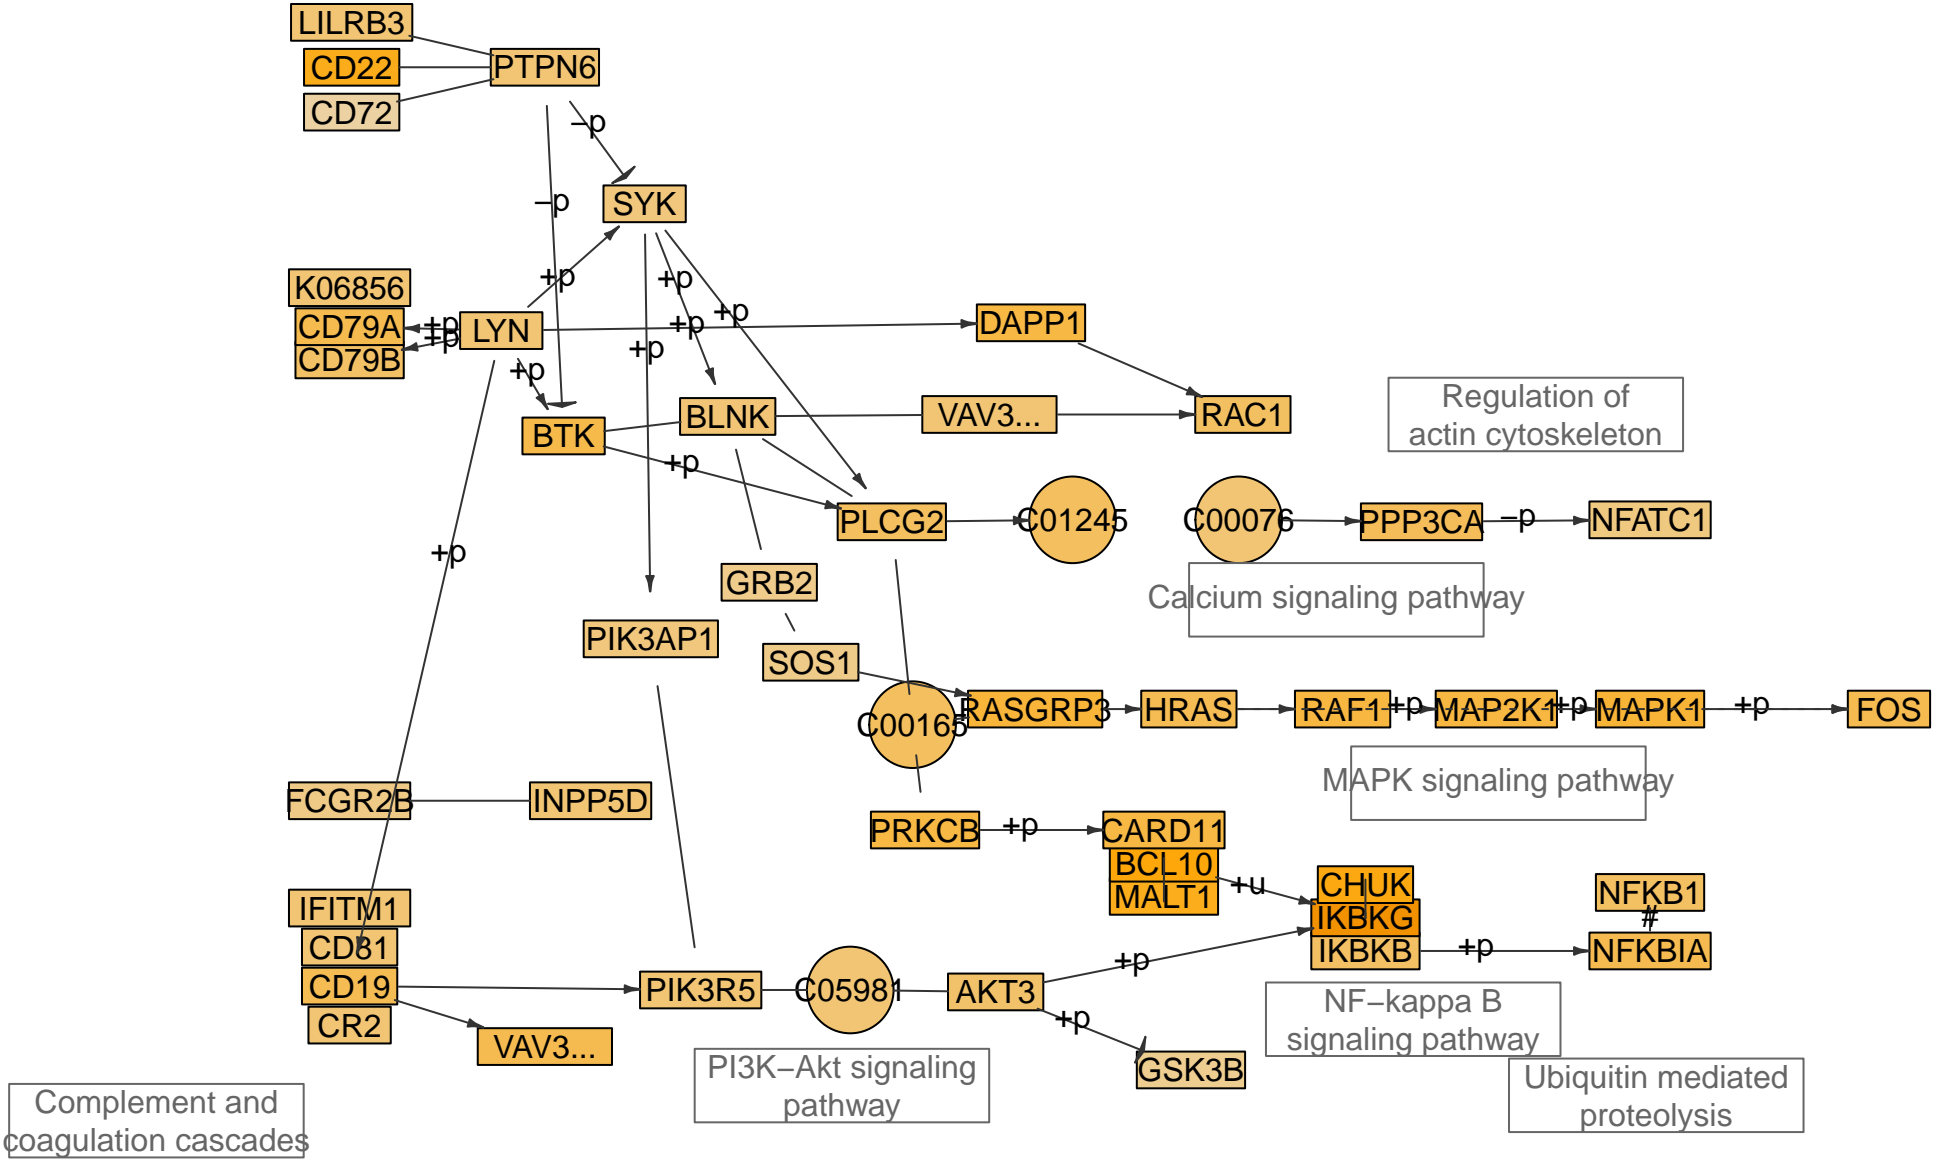 LILRB3
CD22
PTPN6
CD72
−p
−p
SYK
+p
+p
+p
K06856
CD79A
+p
LYN
+p
DAPP1
CD79B
+p
+p
+p
Regulation of
actin cytoskeleton
BTK
BLNK
VAV3...
RAC1
+p
PLCG2
C01245
C00076
PPP3CA
−p
NFATC1
+p
GRB2
Calcium signaling pathway
PIK3AP1
SOS1
C00165
RASGRP3
HRAS
RAF1
+p
MAP2K1
+p
MAPK1
+p
FOS
MAPK signaling pathway
FCGR2B
INPP5D
PRKCB
+p
CARD11
BCL10
MALT1
+u
CHUK
IKBKG
IKBKB
NFKB1
#
+p
NFKBIA
IFITM1
CD81
CD19
CR2
PIK3R5
C05981
AKT3
+p
+p
VAV3...
GSK3B
NF−kappa B
signaling pathway
PI3K−Akt signaling
pathway
Ubiquitin mediated
proteolysis
Complement and
coagulation cascades